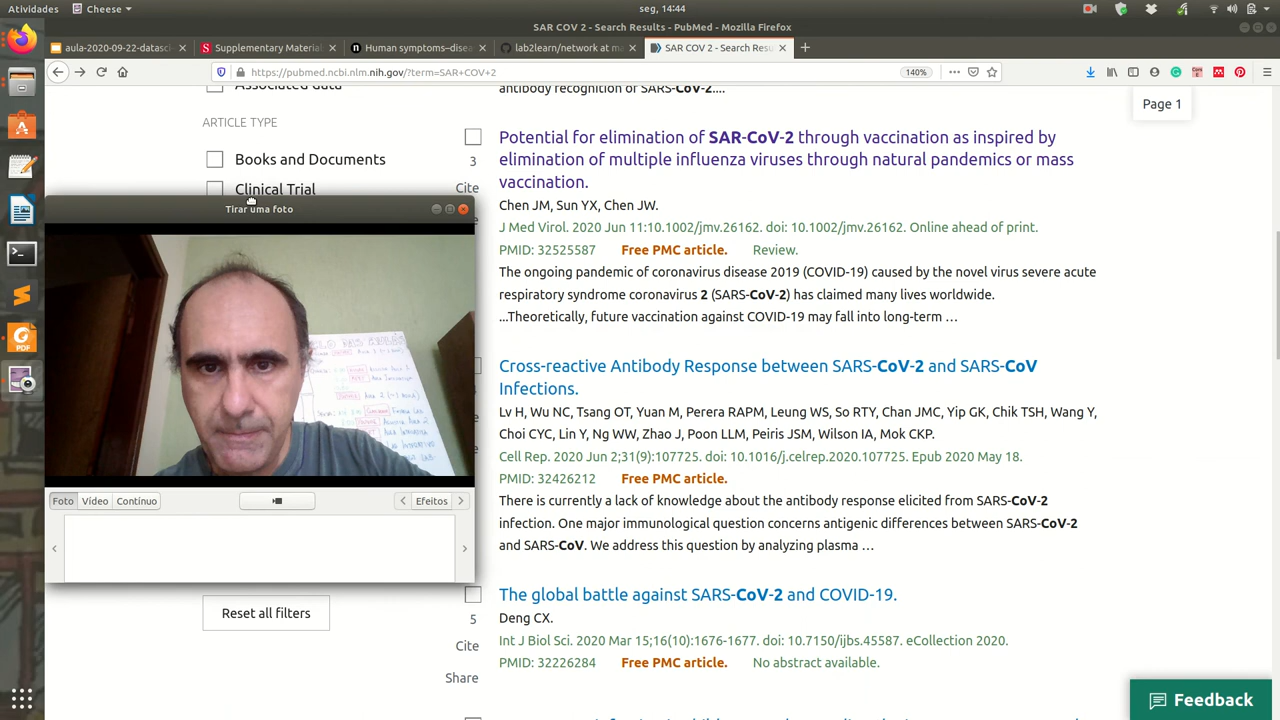 Atividades
Cheese
seg, 14:44
SAR COV 2 - Search Results - PubMed - Mozilla Firefox
aula-2020-09-22-datasci
Supplementary Material
Human symptoms–disea
lab2learn/network at ma
SAR COV 2 - Search Resu
https://pubmed.ncbi.nlm.nih.gov/?term=SAR+COV+2
140%
Associated data
antibody recognition of SARS-CoV-2....
Page 1
ARTICLE TYPE
Books and Documents
Clinical Trial
3
Cite
Potential for elimination of SAR-CoV-2 through vaccination as inspired by
elimination of multiple influenza viruses through natural pandemics or mass
vaccination.
Chen JM, Sun YX, Chen JW.
J Med Virol. 2020 Jun 11:10.1002/jmv.26162. doi: 10.1002/jmv.26162. Online ahead of print.
PMID: 32525587 Free PMC article. Review.
The ongoing pandemic of coronavirus disease 2019 (COVID-19) caused by the novel virus severe acute
respiratory syndrome coronavirus 2 (SARS-CoV-2) has claimed many lives worldwide.
...Theoretically, future vaccination against COVID-19 may fall into long-term …
Tirar uma foto
Foto
Vídeo
Contínuo
Efeitos
Cross-reactive Antibody Response between SARS-CoV-2 and SARS-CoV
Infections.
Lv H, Wu NC, Tsang OT, Yuan M, Perera RAPM, Leung WS, So RTY, Chan JMC, Yip GK, Chik TSH, Wang Y,
Choi CYC, Lin Y, Ng WW, Zhao J, Poon LLM, Peiris JSM, Wilson IA, Mok CKP.
Cell Rep. 2020 Jun 2;31(9):107725. doi: 10.1016/j.celrep.2020.107725. Epub 2020 May 18.
PMID: 32426212 Free PMC article.
There is currently a lack of knowledge about the antibody response elicited from SARS-CoV-2
infection. One major immunological question concerns antigenic differences between SARS-CoV-2
and SARS-CoV. We address this question by analyzing plasma …
Reset all filters
5
Cite
Share
The global battle against SARS-CoV-2 and COVID-19.
Deng CX.
Int J Biol Sci. 2020 Mar 15;16(10):1676-1677. doi: 10.7150/ijbs.45587. eCollection 2020.
PMID: 32226284 Free PMC article. No abstract available.
Feedback